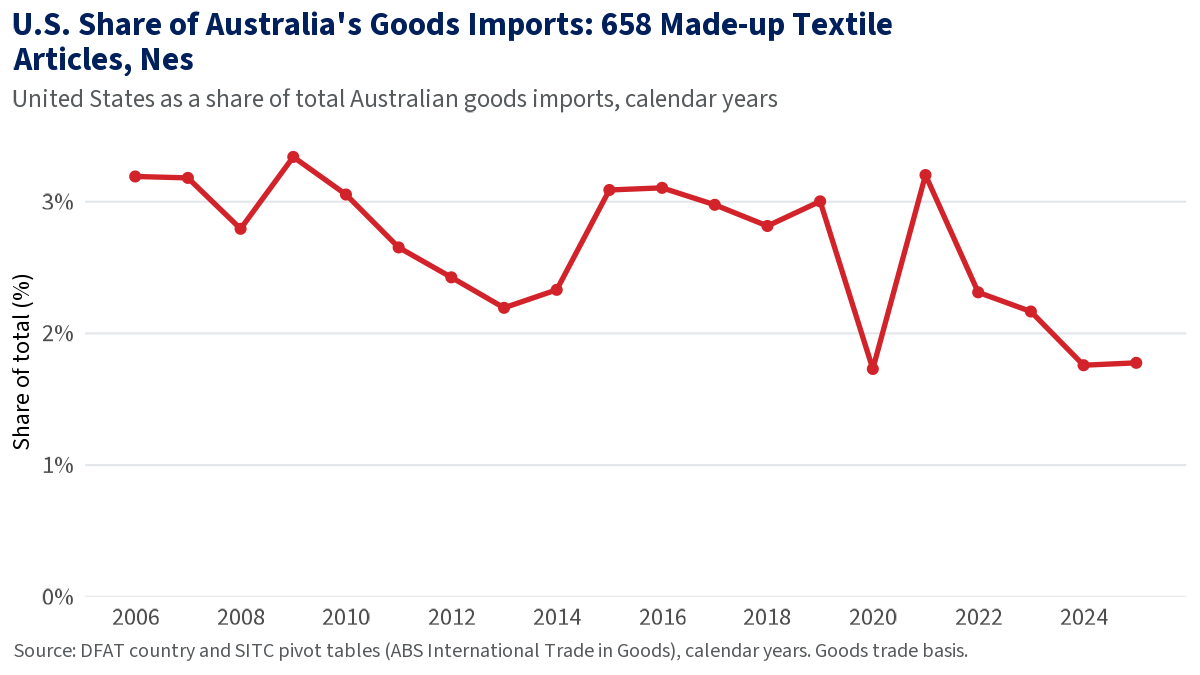 U.S. Share of Australia's Goods Imports: 658 Made-up Textile
Articles, Nes
United States as a share of total Australian goods imports, calendar years
Share of total (%)
3%
2%
1%
0%
2006 2008 2010 2012 2014 2016 2018 2020 2022 2024
Source: DFAT country and SITC pivot tables (ABS International Trade in Goods), calendar years. Goods trade basis.